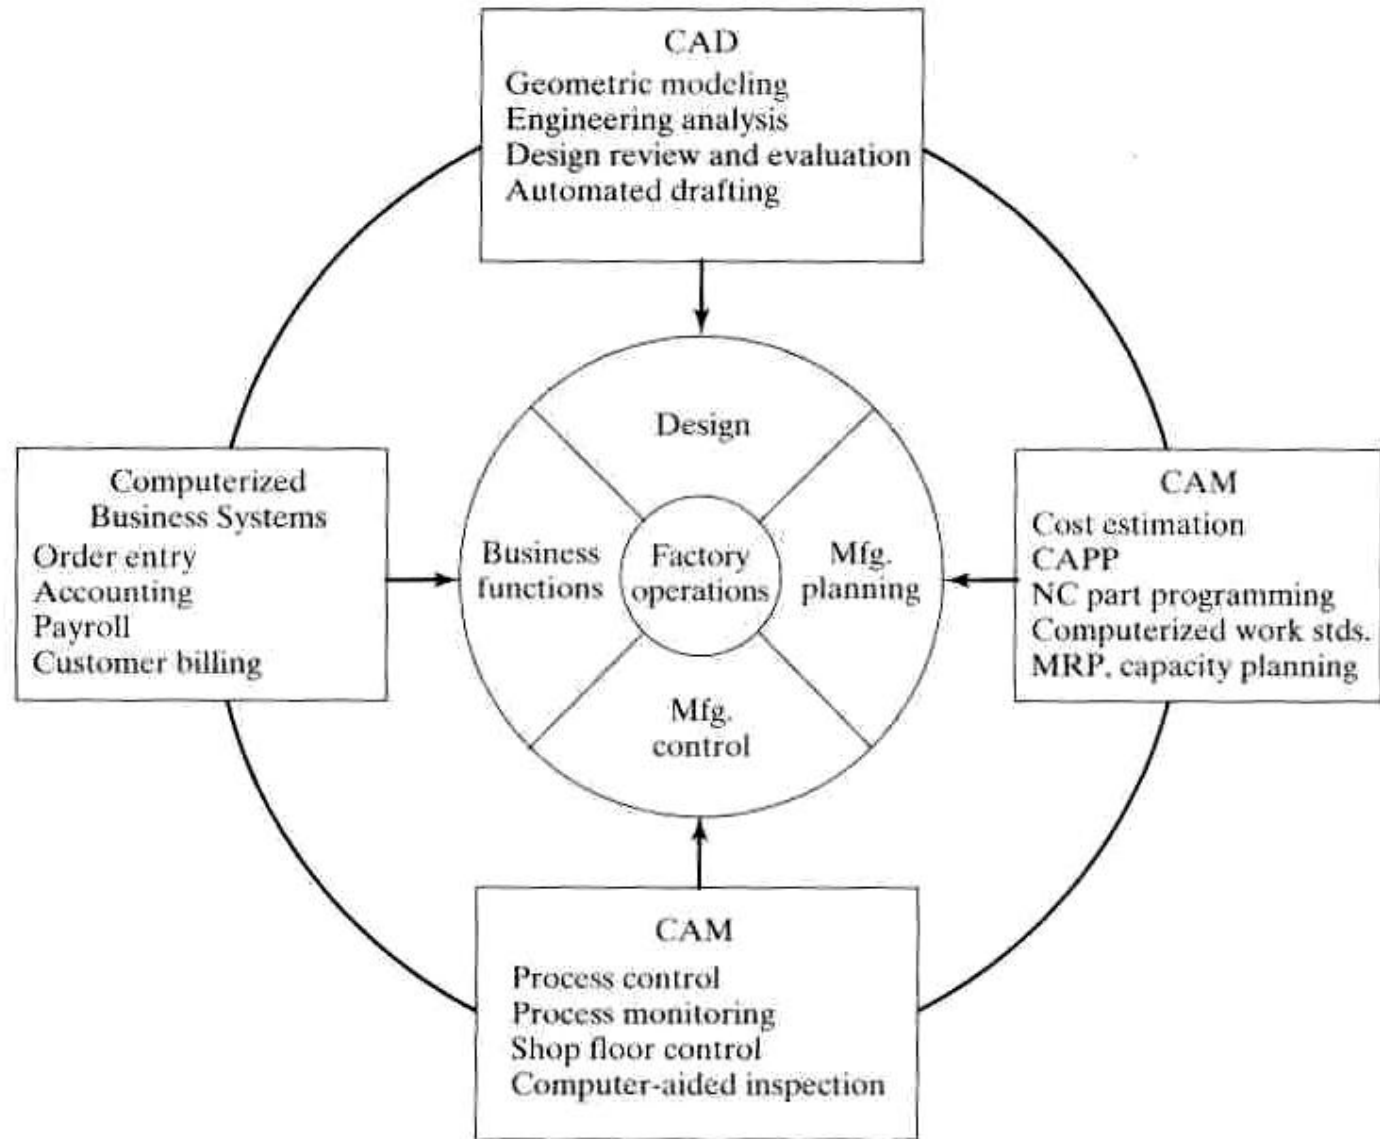 CAD
Geometric modeling
Engineering analysis
Design review and evaluation
Automated drafting
Design
Computerized
Business Systems
Order entry
Accounting
Payroll
Customer billing
Business
functions
Factory
operations
Mfg.
planning
CAM
Cost estimation
CAPP
NC part programming
Computerized work stds.
MRP, capacity planning
Mfg.
control
CAM
Process control
Process monitoring
Shop floor control
Computer-aided inspection